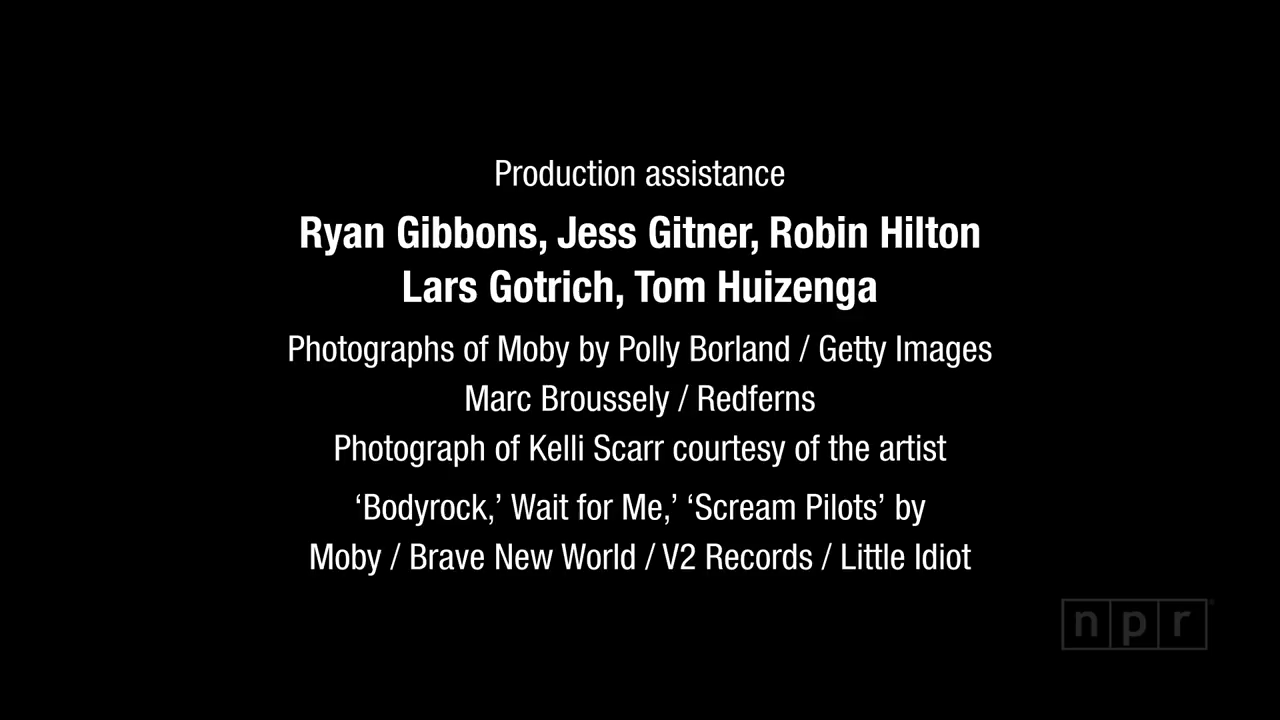 Production assistance
Ryan Gibbons, Jess Gitner, Robin Hilton
Lars Gotrich, Tom Huizenga
Photographs of Moby by Polly Borland / Getty Images
Marc Broussely / Redferns
Photograph of Kelli Scarr courtesy of the artist
‘Bodyrock,’ Wait for Me,’ ‘Scream Pilots’ by
Moby / Brave New World / V2 Records / Little Idiot
npr